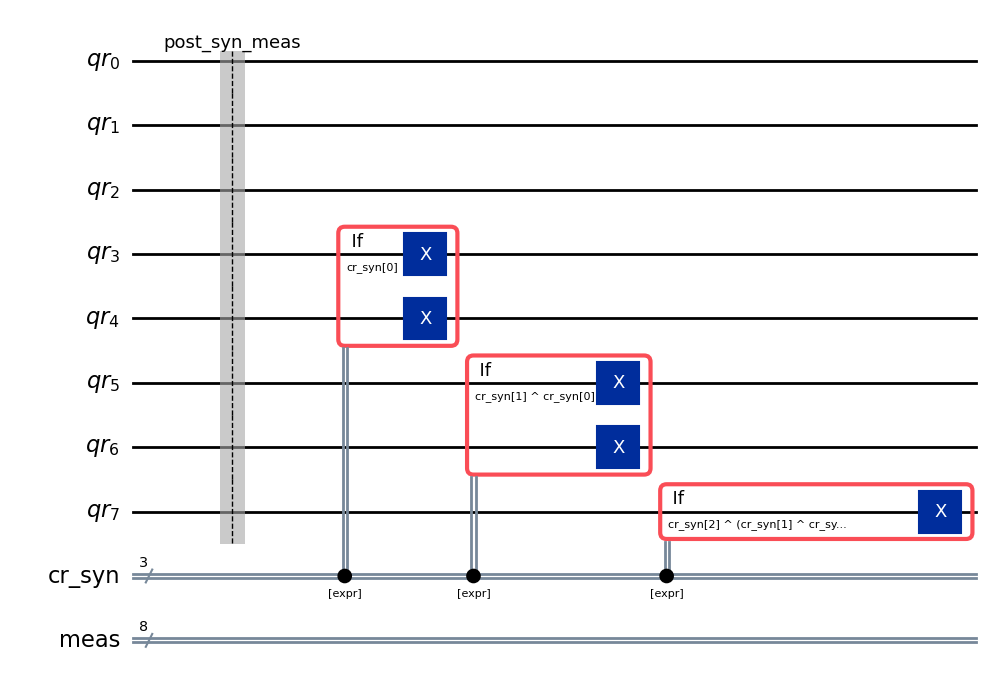 post_syn_meas
qr0
qr1
qr2
qr3
If
cr_syn[0]
X
qr4
X
qr5
If
cr_syn[1] ^ cr_syn[0]
X
qr6
X
qr7
If
cr_syn[2] ^ (cr_syn[1] ^ cr_sy...
X
cr_syn
3
[expr]
[expr]
[expr]
meas
8